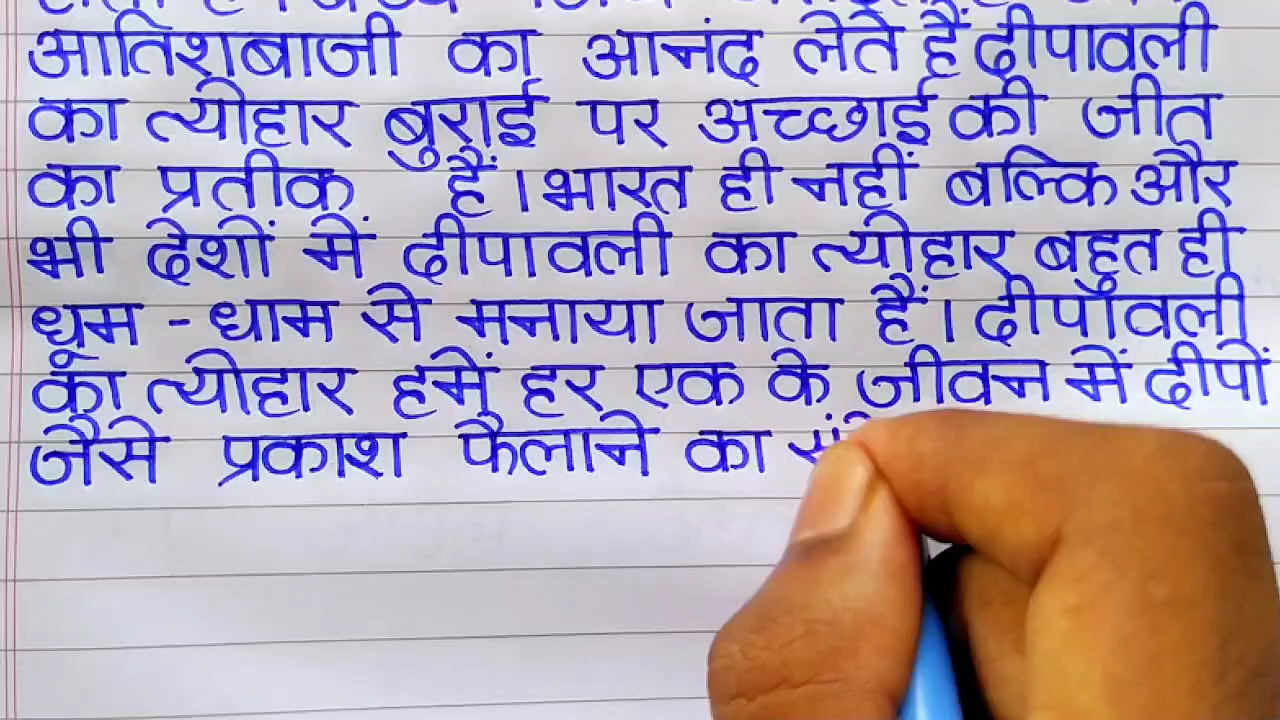 आतिशबाजी का आनंद लेते हैं दीपावली
का त्योहार बुराई पर अच्छाई की जीत
का प्रतीक हैं। भारत ही नहीं बल्कि और
भी देशों में दीपावली का त्योहार बहुत ही
धूम - धाम से मनाया जाता हैं। दीपावली
का त्योहार हमें हर एक के जीवन में दीपों
जैसे प्रकाश फैलाने का